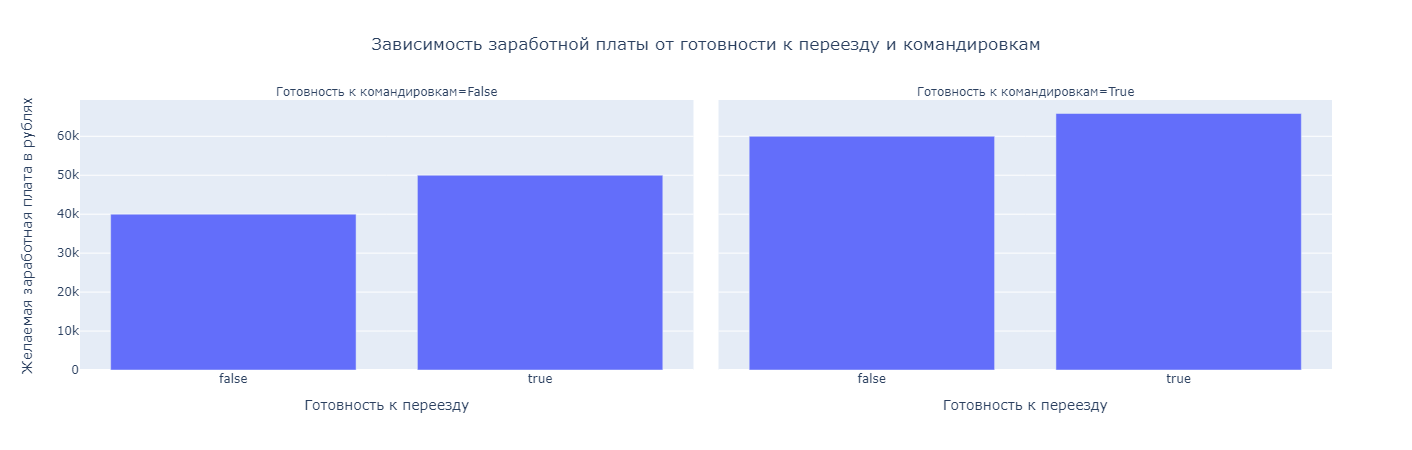 Зависимость заработной платы от готовности к переезду и командировкам
Готовность к командировкам=False
Готовность к командировкам=True
Желаемая заработная плата в рублях
60k
50k
40k
30k
20k
10k
0
false
true
false
true
Готовность к переезду
Готовность к переезду